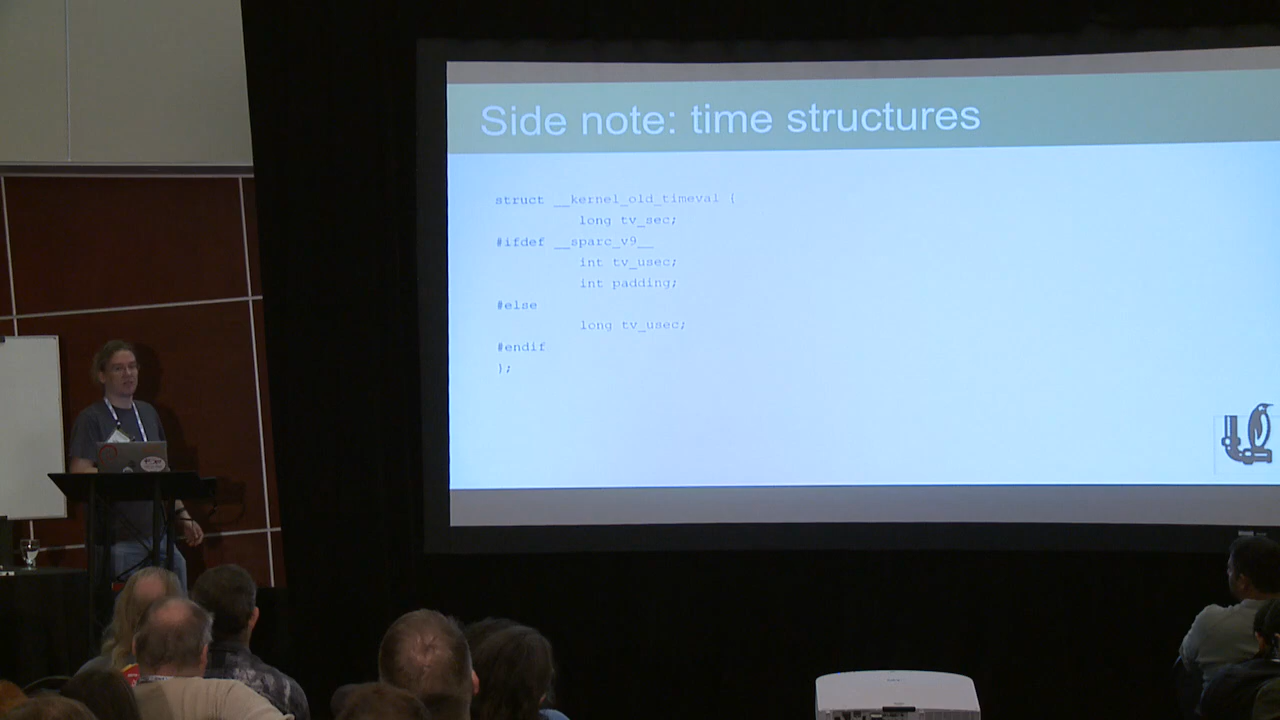 Side note: time structures
struct __kernel_old_timeval {
long tv_sec;
#ifdef __sparc_v9__
int tv_usec;
int padding;
#else
long tv_usec;
#endif
};